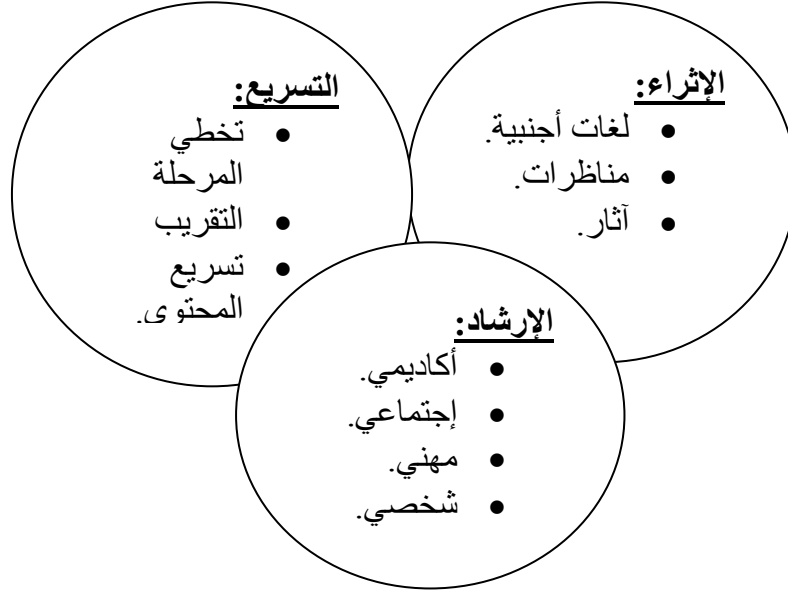 الإثراء:
• لغات أجنبية.
• مناظرات.
• آثار.
التسريع:
• تخطي
المرحلة
• التقريب
• تسريع
المحتوى.
الإرشاد:
• أكاديمي.
• إجتماعي.
• مهني.
• شخصي.